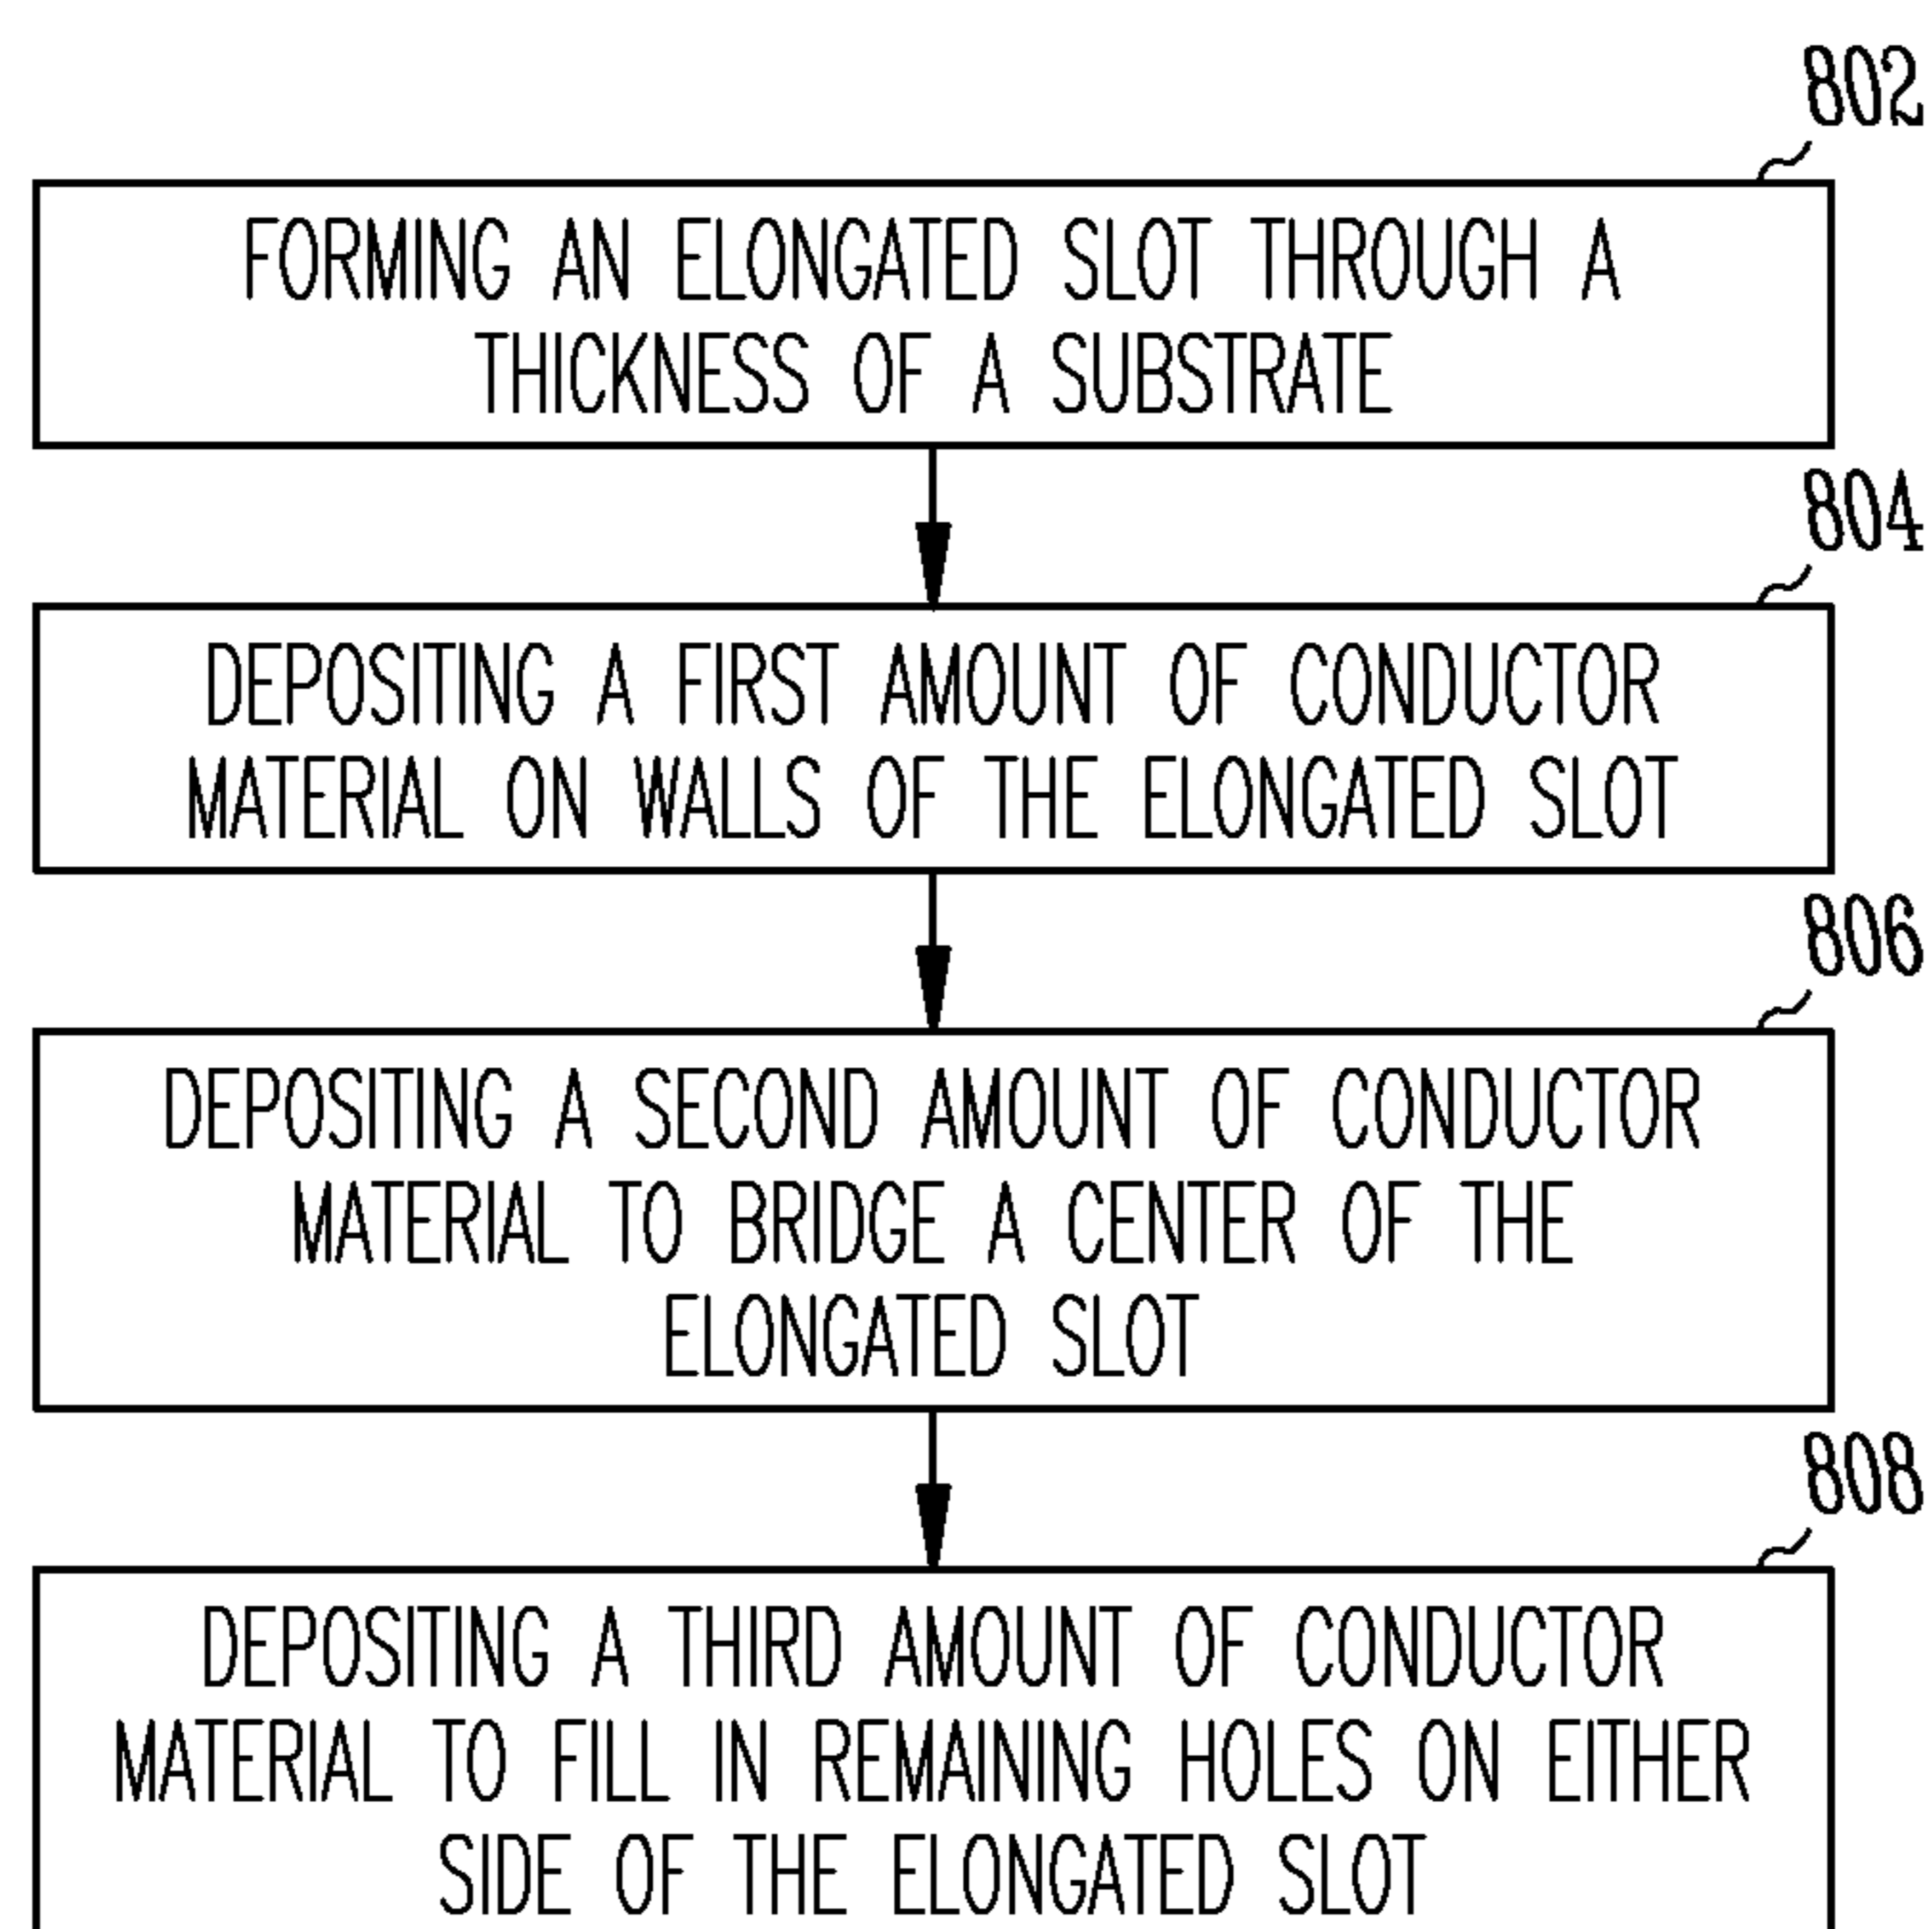 802
FORMING AN ELONGATED SLOT THROUGH A
THICKNESS OF A SUBSTRATE
804
DEPOSITING A FIRST AMOUNT OF CONDUCTOR
MATERIAL ON WALLS OF THE ELONGATED SLOT
806
DEPOSITING A SECOND AMOUNT OF CONDUCTOR
MATERIAL TO BRIDGE A CENTER OF THE
ELONGATED SLOT
808
DEPOSITING A THIRD AMOUNT OF CONDUCTOR
MATERIAL TO FILL IN REMAINING HOLES ON EITHER
SIDE OF THE ELONGATED SLOT